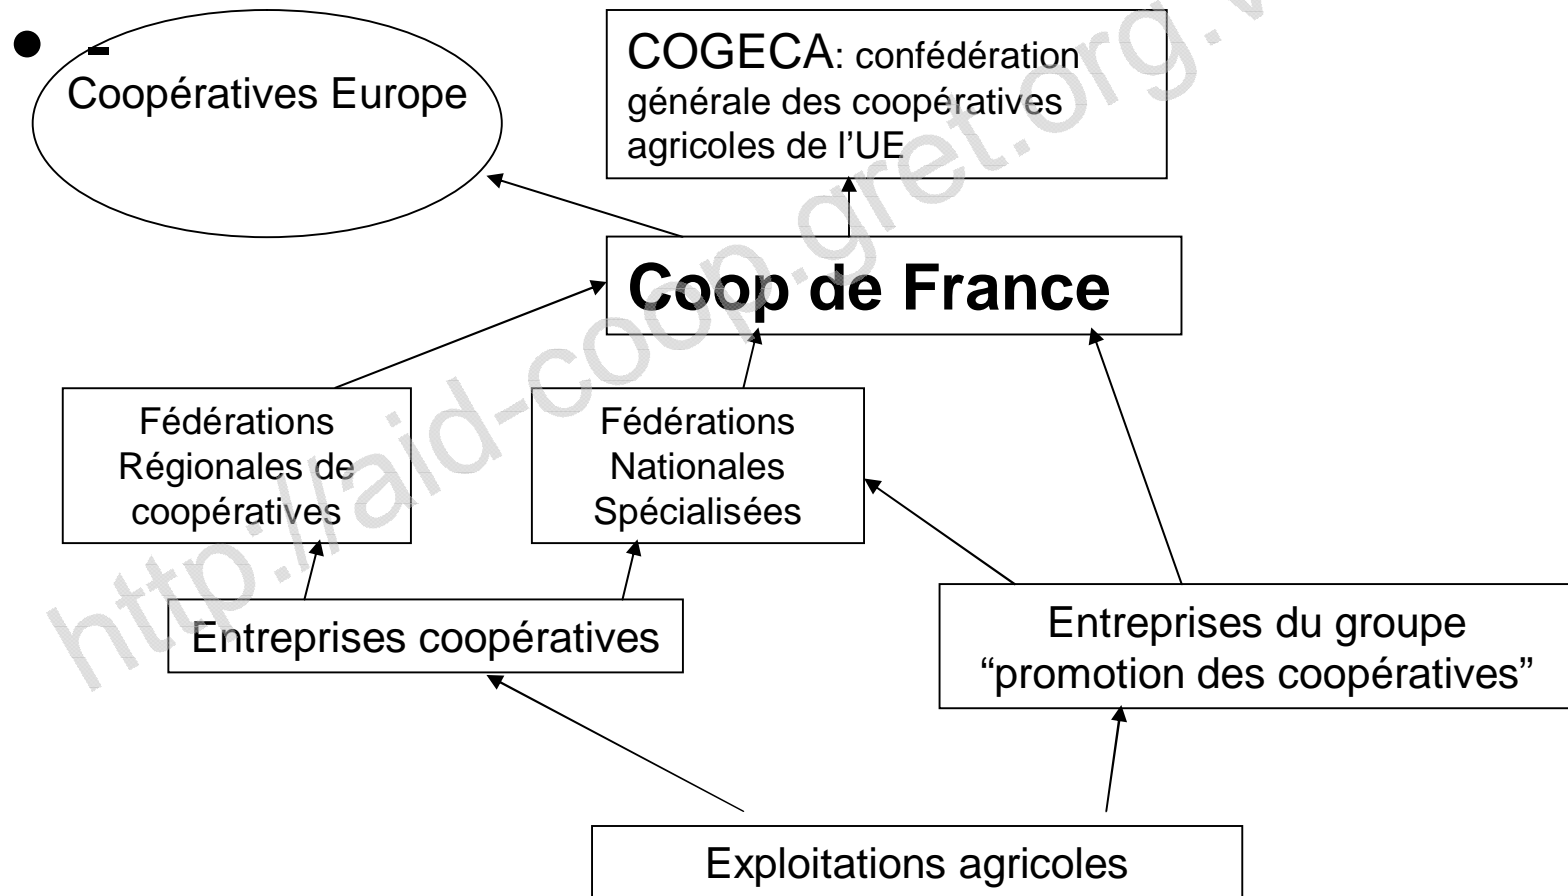 • -
Coopératives Europe
COGECA: confédération
générale des coopératives
agricoles de l’UE
Coop de France
Fédérations
Régionales de
coopératives
Fédérations
Nationales
Spécialisées
Entreprises coopératives
Entreprises du groupe
“promotion des coopératives”
Exploitations agricoles
http://aid-coop.gret.org.